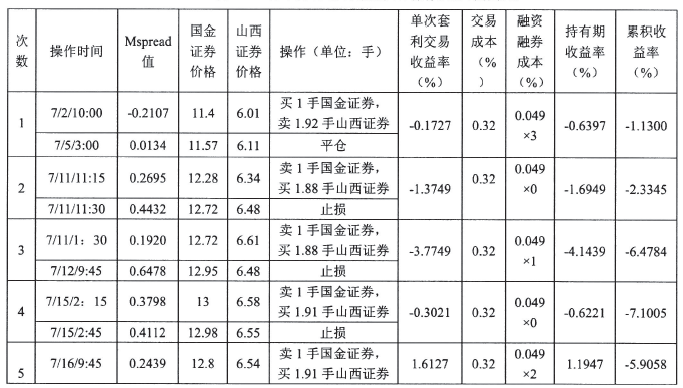 次数 操作时间 Mspread值 国金证券价格 山西证券价格 操作（单位：手） 单次套利交易收益率（%） 交易成本（%） 融资融券成本（%） 持有期收益率（%） 累积收益率（%）
1 7/2/10:00 -0.2107 11.4 6.01 买 1 手国金证券，卖 1.92 手山西证券 -0.1727 0.32 0.049×3 -0.6397 -1.1300
7/5/3:00 0.0134 11.57 6.11 平仓
2 7/11/11:15 0.2695 12.28 6.34 卖 1 手国金证券，买 1.88 手山西证券 -1.3749 0.32 0.049×0 -1.6949 -2.3345
7/11/11:30 0.4432 12.72 6.48 止损
3 7/11/1：30 0.1920 12.72 6.61 卖 1 手国金证券，买 1.88 手山西证券 -3.7749 0.32 0.049×1 -4.1439 -6.4784
7/12/9:45 0.6478 12.95 6.48 止损
4 7/15/2：15 0.3798 13 6.58 卖 1 手国金证券，买 1.91 手山西证券 -0.3021 0.32 0.049×0 -0.6221 -7.1005
7/15/2:45 0.4112 12.98 6.55 止损
5 7/16/9:45 0.2439 12.8 6.54 卖 1 手国金证券，买 1.91 手山西证券 1.6127 0.32 0.049×2 1.1947 -5.9058